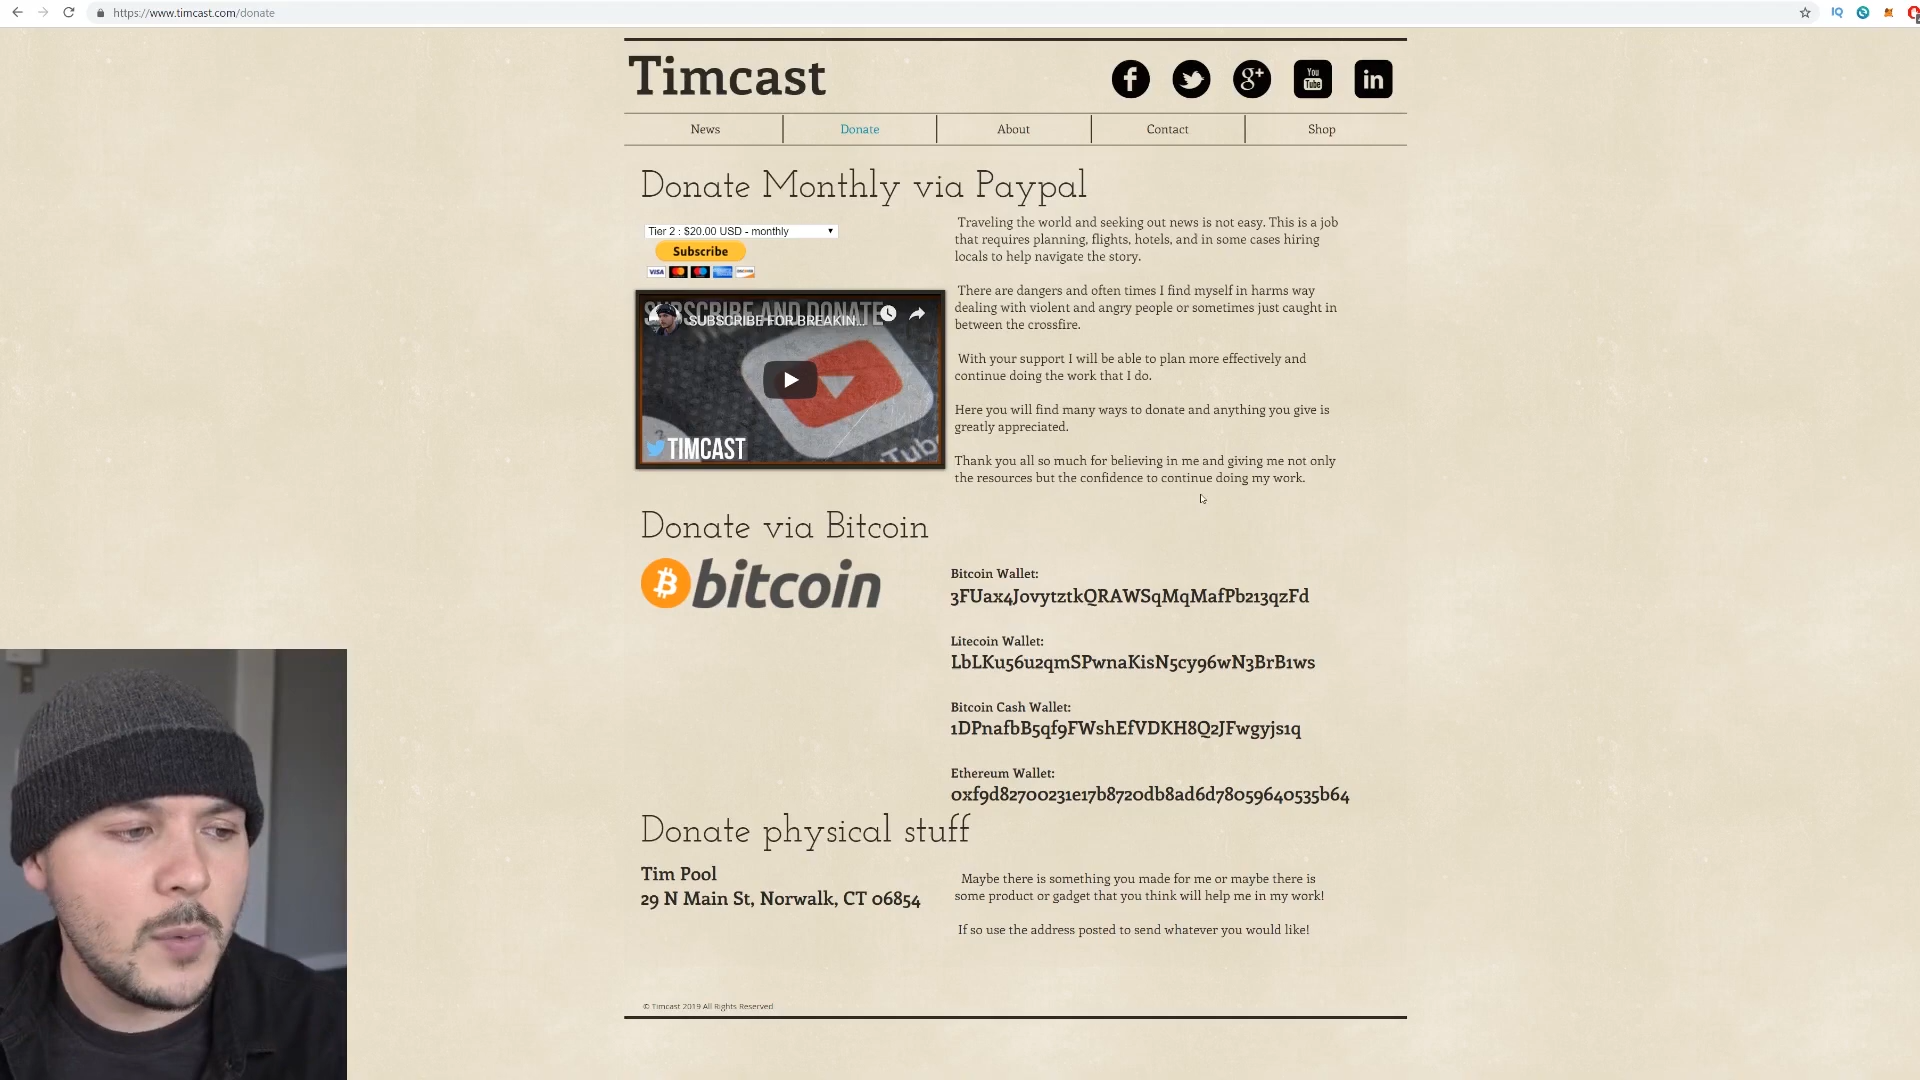 https://www.timcast.com/donate
Timcast
You
Tube
News
Donate
About
Contact
Shop
Donate Monthly via Paypal
Tier 2 : $20.00 USD - monthly
Subscribe
VISA
Traveling the world and seeking out news is not easy. This is a job
that requires planning, flights, hotels, and in some cases hiring
locals to help navigate the story.
There are dangers and often times I find myself in harms way
dealing with violent and angry people or sometimes just caught in
between the crossfire.
With your support I will be able to plan more effectively and
continue doing the work that I do.
Here you will find many ways to donate and anything you give is
greatly appreciated.
Thank you all so much for believing in me and giving me not only
the resources but the confidence to continue doing my work.
SUBSCRIBE AND DONATE
SUBSCRIBE FOR BREAKIN...
TIMCAST
Donate via Bitcoin
bitcoin
Bitcoin Wallet:
3FUax4JovytztkQRAWSqMqMafPb213qzFd
Litecoin Wallet:
LbLKu56u2qmSPwnaKisN5cy96wN3BrB1ws
Bitcoin Cash Wallet:
1DPnafbB5qf9FWshEfVDKH8Q2JFwgyjs1q
Ethereum Wallet:
0xf9d82700231e17b8720db8ad6d78059640535b64
Donate physical stuff
Tim Pool
29 N Main St, Norwalk, CT 06854
Maybe there is something you made for me or maybe there is
some product or gadget that you think will help me in my work!
If so use the address posted to send whatever you would like!
© Timcast 2019 All Rights Reserved